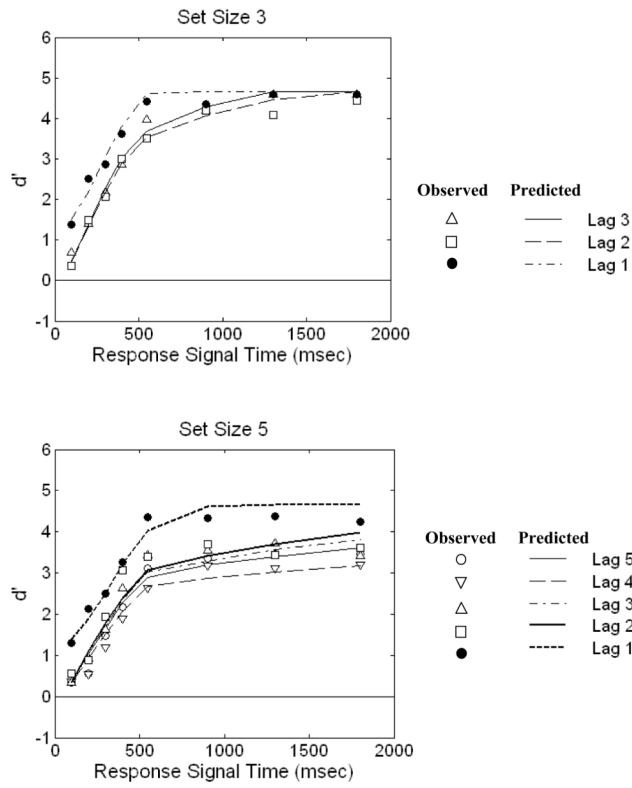 Set Size 3
6
5
4
3
2
1
0
-1
d'
0 500 1000 1500 2000
Response Signal Time (msec)
Observed Predicted
Lag 3
Lag 2
Lag 1
Set Size 5
6
5
4
3
2
1
0
-1
d'
0 500 1000 1500 2000
Response Signal Time (msec)
Observed Predicted
Lag 5
Lag 4
Lag 3
Lag 2
Lag 1